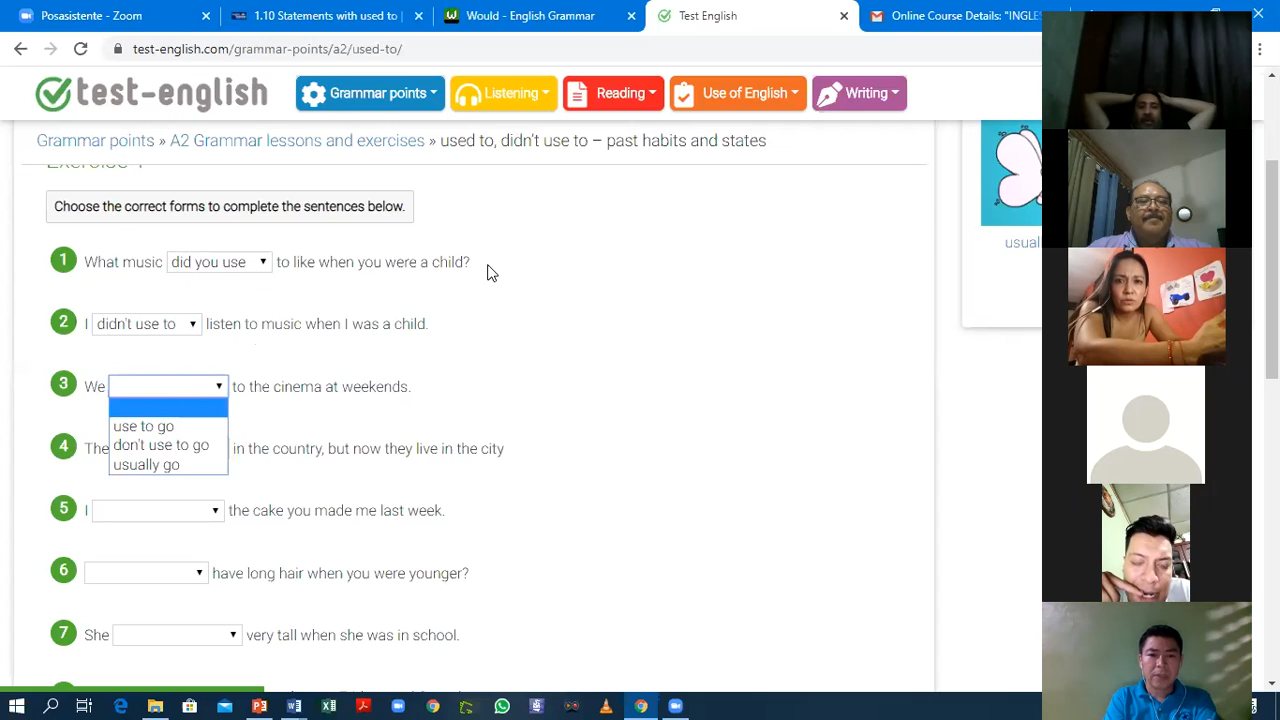 Posasistente - Zoom
1.10 Statements with used to
Would - English Grammar
Test English
Online Course Details: "INGLES
test-english.com/grammar-points/a2/used-to/
test-english
Grammar points
Listening
Reading
Use of English
Writing
Grammar points » A2 Grammar lessons and exercises » used to, didn't use to – past habits and states
Choose the correct forms to complete the sentences below.
usual
1 What music did you use to like when you were a child?
2 I didn't use to listen to music when I was a child.
3 We to the cinema at weekends.
use to go
don't use to go
usually go
4 The in the country, but now they live in the city
5 I the cake you made me last week.
6 have long hair when you were younger?
7 She very tall when she was in school.